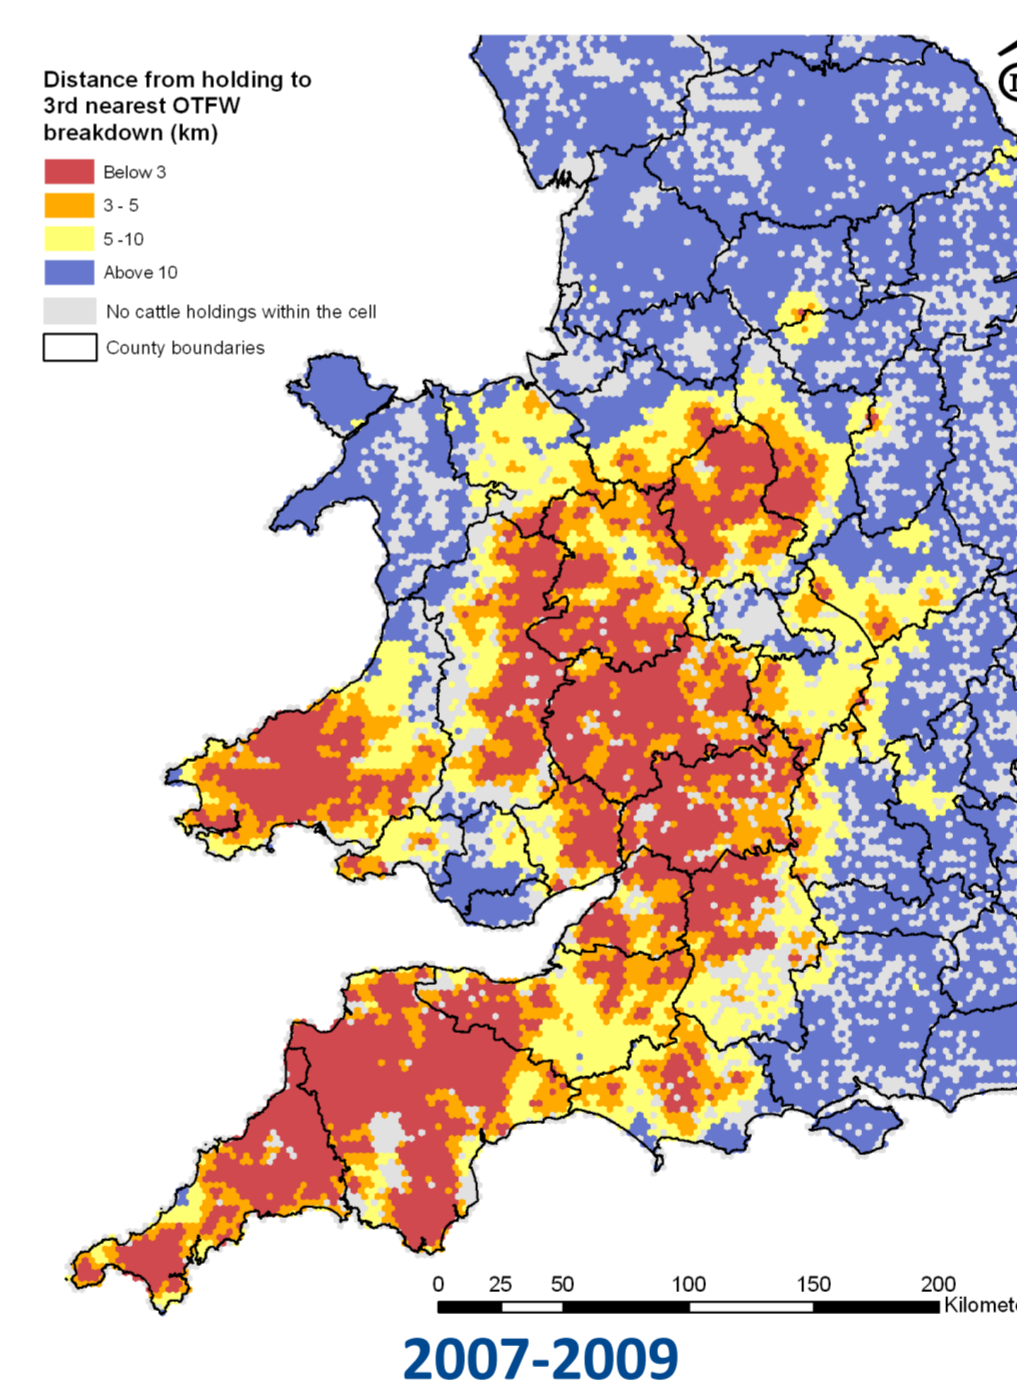 Distance from holding to
3rd nearest OTFW
breakdown (km)
Below 3
3 - 5
5 -10
Above 10
No cattle holdings within the cell
County boundaries
0 25 50 100 150 200
Kilomet
2007-2009